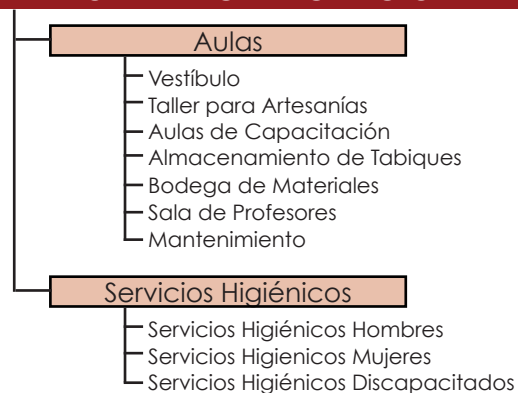 Aulas
Vestíbulo
Taller para Artesanías
Aulas de Capacitación
Almacenamiento de Tabiques
Bodega de Materiales
Sala de Profesores
Mantenimiento
Servicios Higiénicos
Servicios Higiénicos Hombres
Servicios Higienicos Mujeres
Servicios Higiénicos Discapacitados